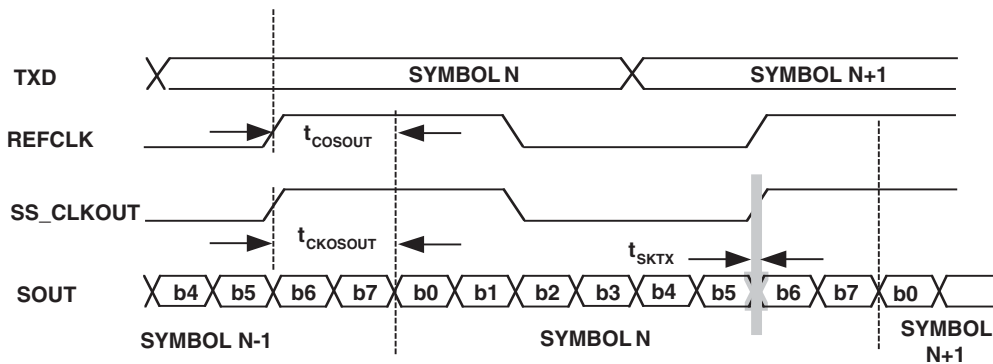 TXD SYMBOL N SYMBOL N+1
REFCLK tCOSOUT
SS_CLKOUT
tCKOSOUT tSKTX
SOUT b4 b5 b6 b7 b0 b1 b2 b3 b4 b5 b6 b7 b0
SYMBOL N-1 SYMBOL N SYMBOL
N+1